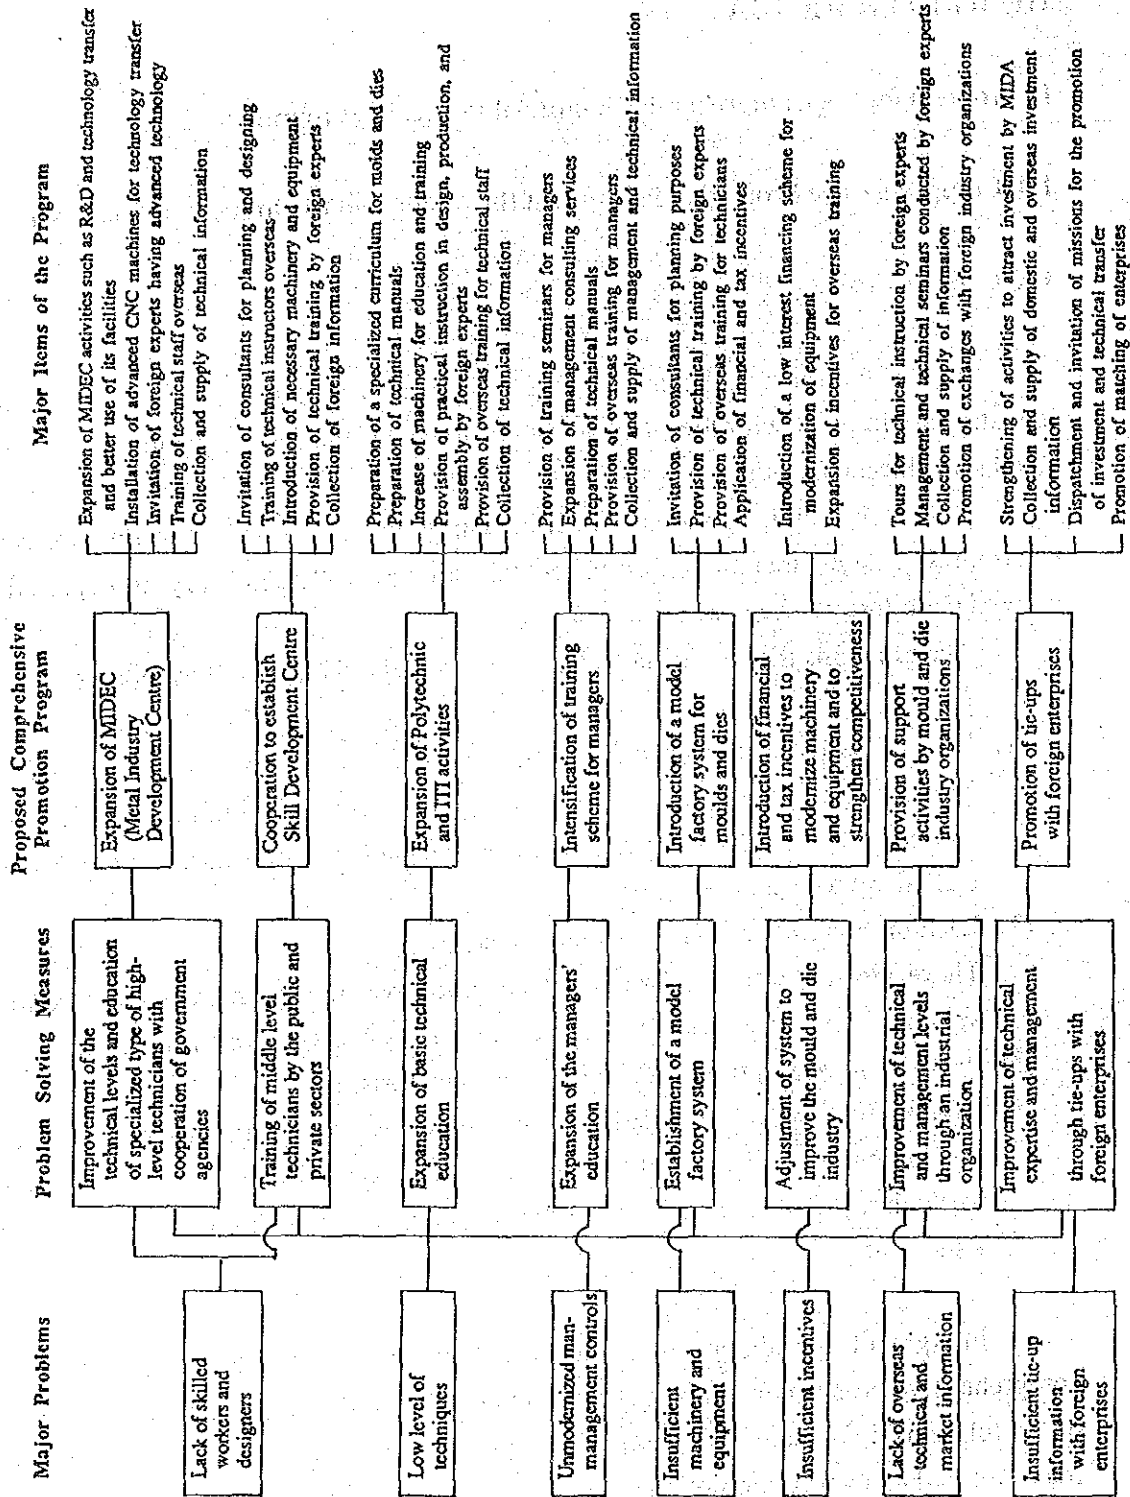 Major Problems
Problem Solving Measures
Proposed Comprehensive
Promotion Program
Major Items of the Program
Lack of skilled
workers and
designers
Low level of
techniques
Unmodernized man-
management controls
Insufficient
machinery and
equipment
Insufficient incentives
Lack of overseas
technical and
market information
Insufficient tie-up
information
with foreign
enterprises
Improvement of the
technical levels and education
of specialized type of high-
level technicians with
cooperation of government
agencies
Training of middle level
technicians by the public and
private sectors
Expansion of basic technical
education
Expansion of the managers'
education
Establishment of a model
factory system
Adjustment of system to
improve the mould and die
industry
Improvement of technical
and management levels
through an industrial
organization
Improvement of technical
expertise and management
through tie-ups with
foreign enterprises
Expansion of MIDEC
(Metal Industry
Development Centre)
Cooperation to establish
Skill Development Centre
Expansion of Polytechnic
and ITI activities
Intensification of training
scheme for managers
Introduction of a model
factory system for
moulds and dies
Introduction of financial
and tax incentives to
modernize machinery
and equipment and to
strengthen competitiveness
Provision of support
activities by mould and die
industry organizations
Promotion of tie-ups
with foreign enterprises
Expansion of MIDEC activities such as R&D and technology transfer
and better use of its facilities
Installation of advanced CNC machines for technology transfer
Invitation of foreign experts having advanced technology
Training of technical staff overseas
Collection and supply of technical information
Invitation of consultants for planning and designing
Training of technical instructors overseas
Introduction of necessary machinery and equipment
Provision of technical training by foreign experts
Collection of foreign information
Preparation of a specialized curriculum for molds and dies
Preparation of technical manuals
Increase of machinery for education and training
Provision of practical instruction in design, production, and
assembly by foreign experts
Provision of overseas training for technical staff
Collection of technical information
Provision of training seminars for managers
Expansion of management consulting services
Preparation of technical manuals
Provision of overseas training for managers
Collection and supply of management and technical information
Invitation of consultants for planning purposes
Provision of technical training by foreign experts
Provision of overseas training for technicians
Application of financial and tax incentives
Introduction of a low interest financing scheme for
modernization of equipment
Expansion of incentives for overseas training
Tours for technical instruction by foreign experts
Management and technical seminars conducted by foreign experts
Collection and supply of information
Promotion of exchanges with foreign industry organizations
Strengthening of activities to attract investment by MIDA
Collection and supply of domestic and overseas investment
information
Dispatchment and invitation of missions for the promotion
of investment and technical transfer
Promotion of matching of enterprises